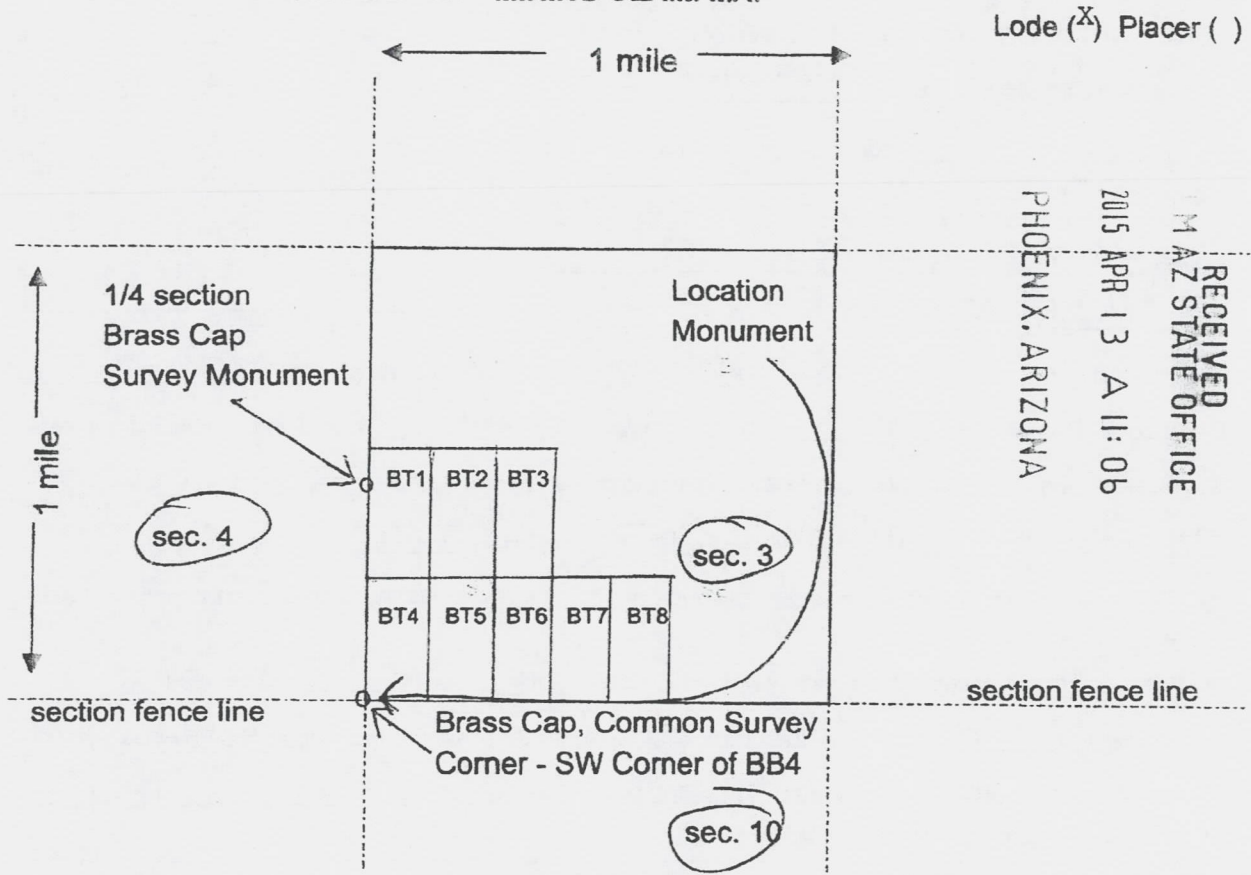 Lode (X) Placer ( )
1 mile
RECEIVED
AZ STATE OFFICE
2015 APR 13 A 11:06
PHOENIX, ARIZONA
1/4 section
Brass Cap
Survey Monument
Location
Monument
1 mile
BT1 BT2 BT3
sec. 4
sec. 3
BT4 BT5 BT6 BT7 BT8
section fence line
section fence line
Brass Cap, Common Survey
Corner - SW Corner of BB4
sec. 10